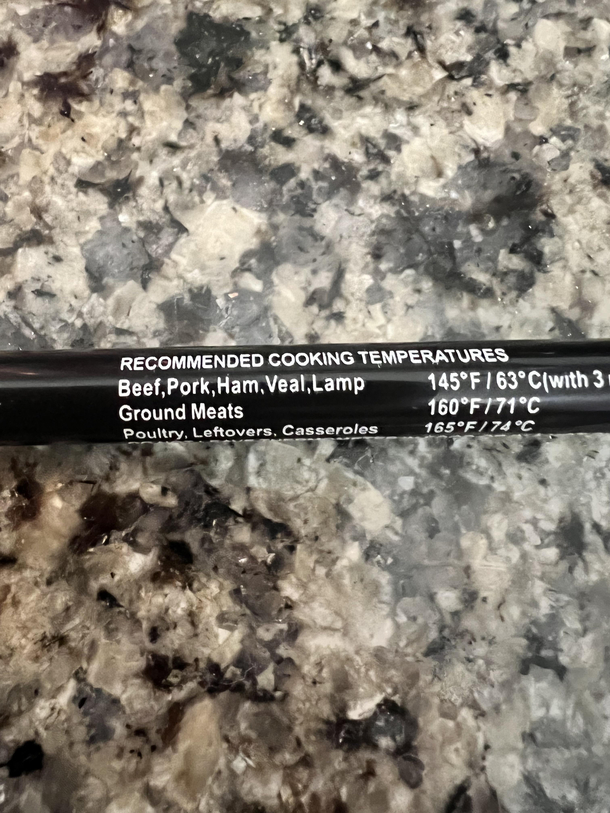 RECOMMENDED COOKING TEMPERATURES
Beef,Pork,Ham,Veal,Lamp 145°F / 63°C(with 3
Ground Meats 160°F / 71°C
Poultry, Leftovers, Casseroles 165°F / 74°C